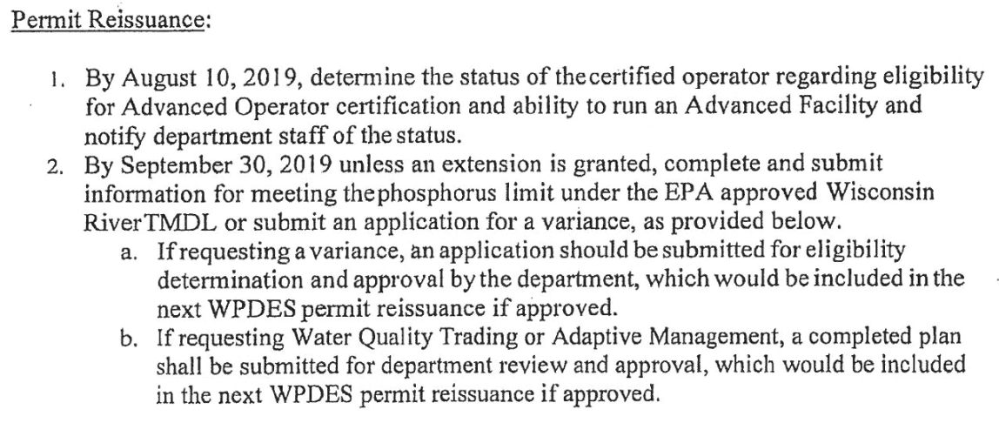 Permit Reissuance:
1. By August 10, 2019, determine the status of the certified operator regarding eligibility
for Advanced Operator certification and ability to run an Advanced Facility and
notify department staff of the status.
2. By September 30, 2019 unless an extension is granted, complete and submit
information for meeting the phosphorus limit under the EPA approved Wisconsin
River TMDL or submit an application for a variance, as provided below.
a. If requesting a variance, an application should be submitted for eligibility
determination and approval by the department, which would be included in the
next WPDES permit reissuance if approved.
b. If requesting Water Quality Trading or Adaptive Management, a completed plan
shall be submitted for department review and approval, which would be included
in the next WPDES permit reissuance if approved.